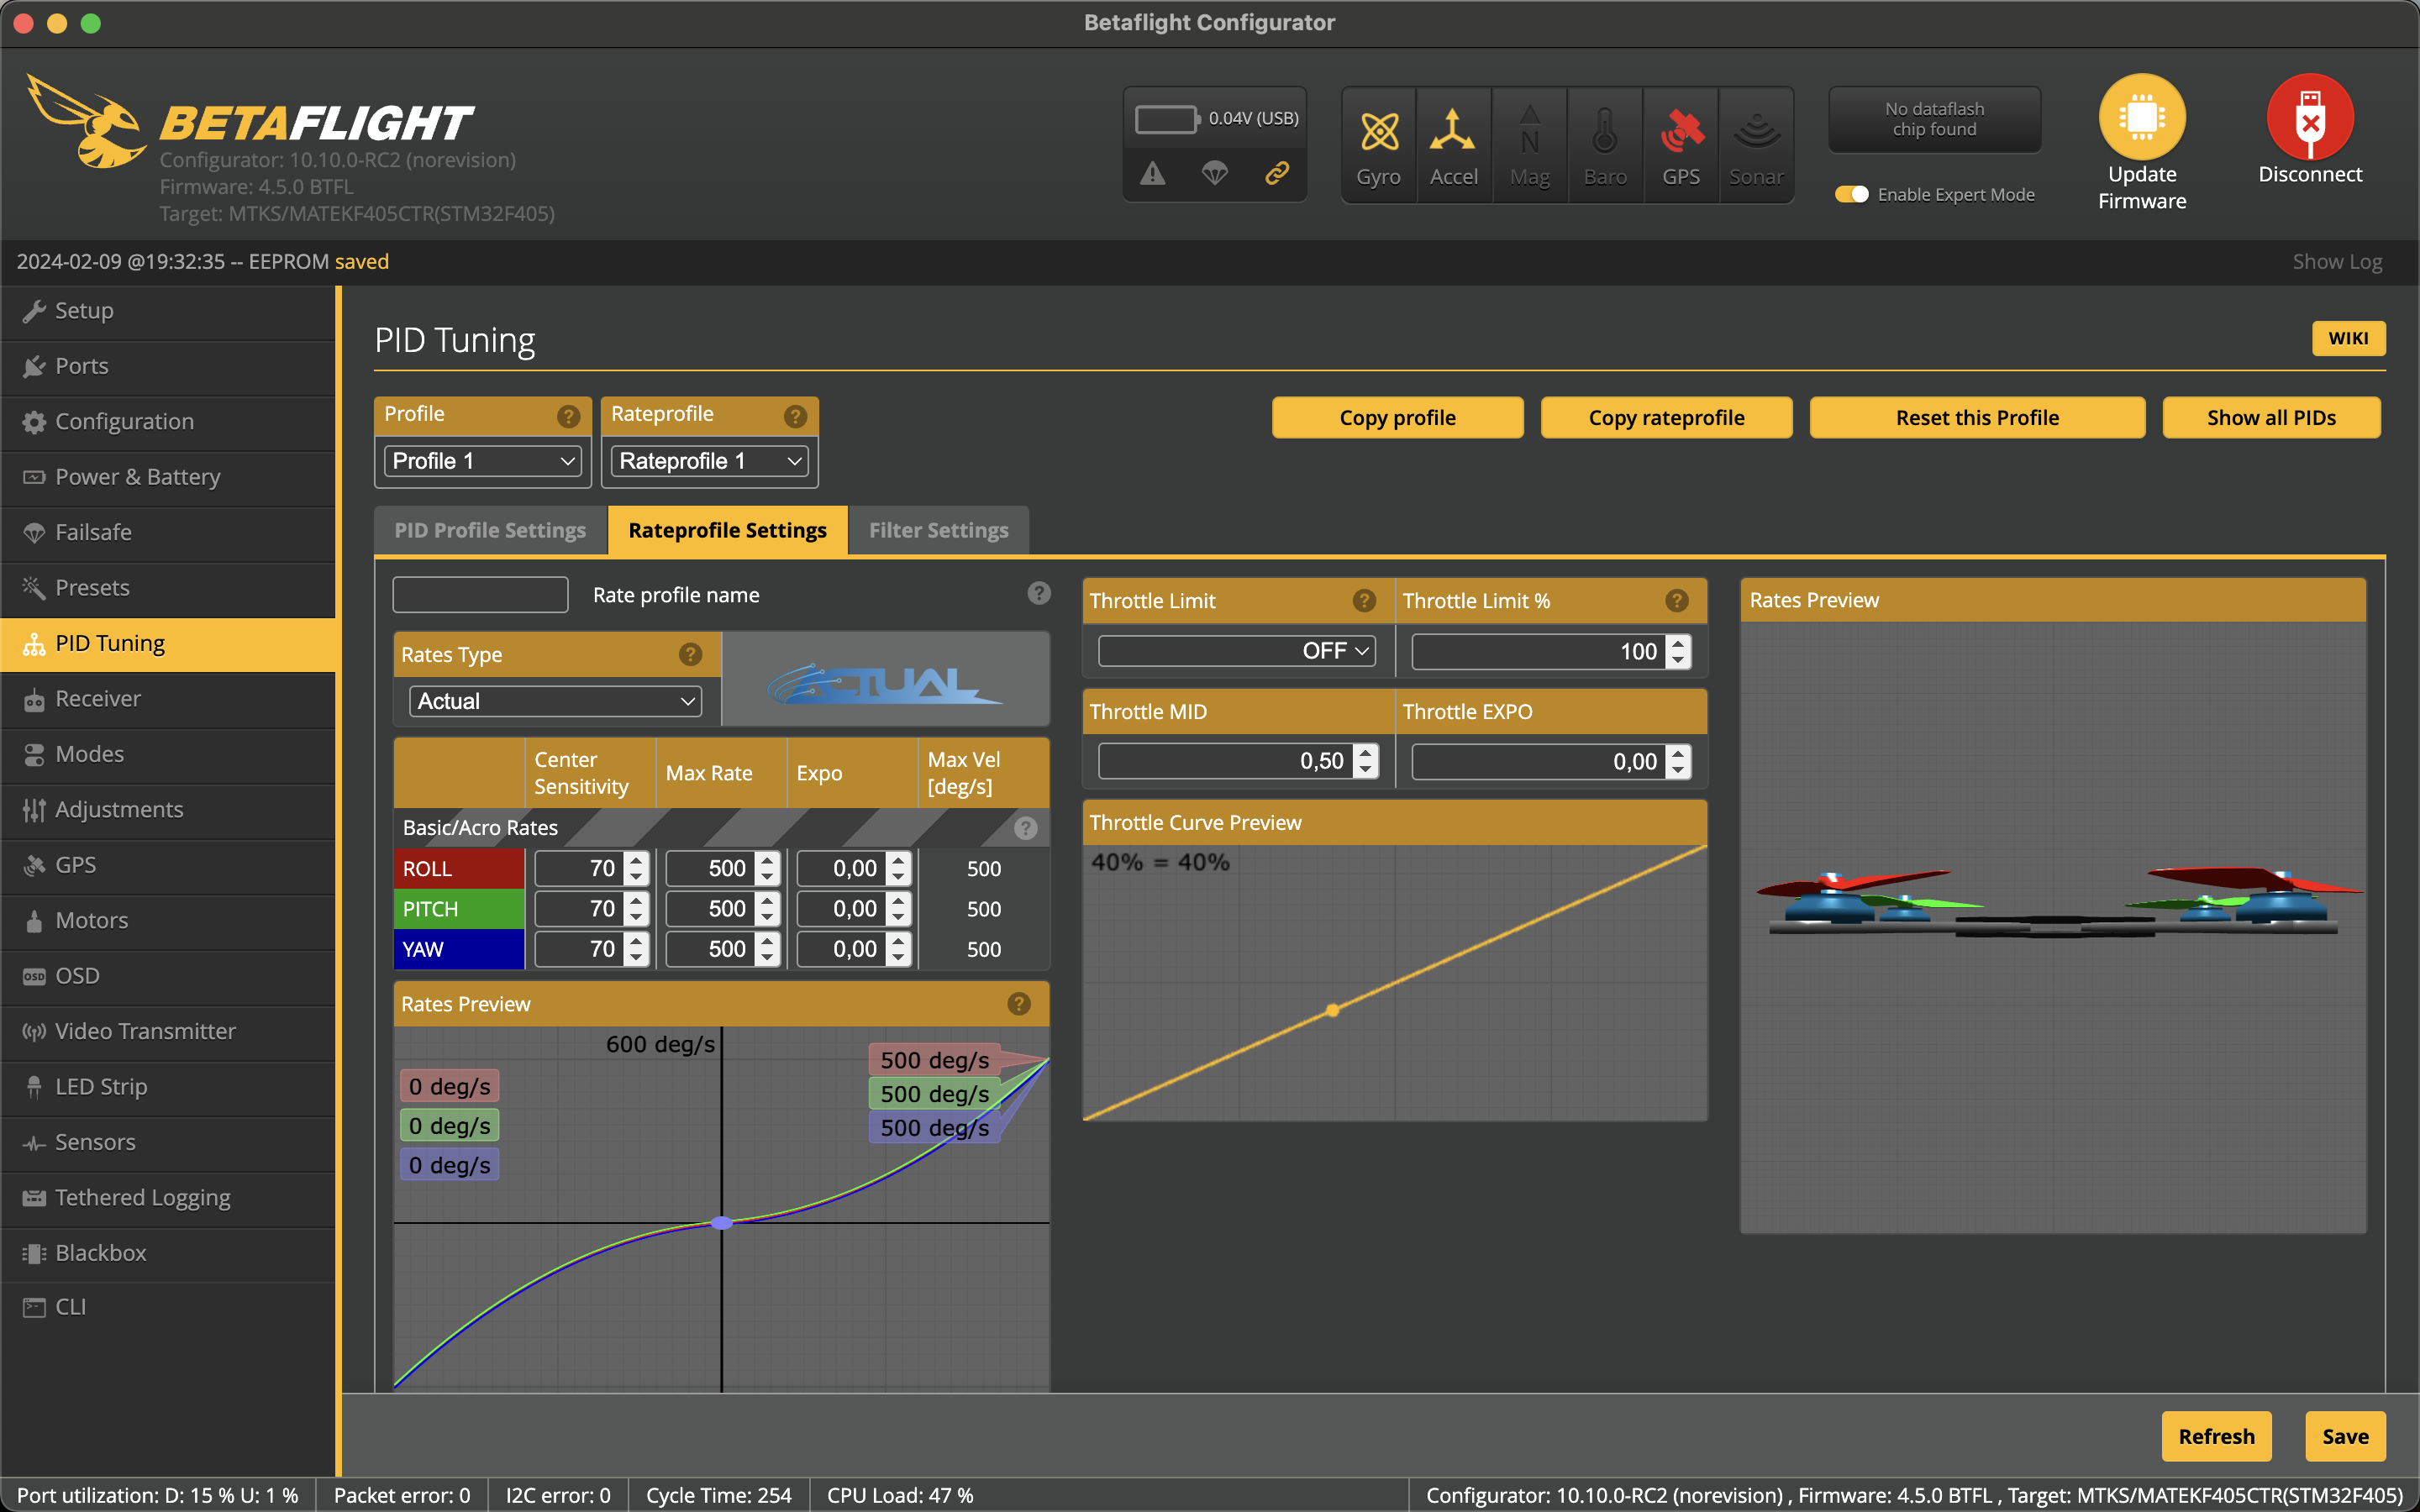 Betaflight Configurator
BETAFLIGHT
Configurator: 10.10.0-RC2 (norevision)
Firmware: 4.5.0 BTFL
Target: MTKS/MATEKF405CTR(STM32F405)
0.04V (USB)
Gyro
Accel
N
Mag
Baro
GPS
Sonar
No dataflash
chip found
Enable Expert Mode
Update
Firmware
Disconnect
2024-02-09 @19:32:35 -- EEPROM saved
Show Log
Setup
Ports
Configuration
Power & Battery
Failsafe
Presets
PID Tuning
Receiver
Modes
Adjustments
GPS
Motors
OSD OSD
Video Transmitter
LED Strip
Sensors
Tethered Logging
Blackbox
CLI
PID Tuning
WIKI
Profile ?
Profile 1
Rateprofile ?
Rateprofile 1
Copy profile
Copy rateprofile
Reset this Profile
Show all PIDs
PID Profile Settings
Rateprofile Settings
Filter Settings
Rate profile name ?
Rates Type ?
Actual
ACTUAL
Center
Sensitivity
Max Rate
Expo
Max Vel
[deg/s]
Basic/Acro Rates ?
ROLL 70 500 0,00 500
PITCH 70 500 0,00 500
YAW 70 500 0,00 500
Rates Preview ?
600 deg/s
0 deg/s
0 deg/s
0 deg/s
500 deg/s
500 deg/s
500 deg/s
Throttle Limit ?
OFF
Throttle Limit % ?
100
Throttle MID
0,50
Throttle EXPO
0,00
Throttle Curve Preview
40% = 40%
Rates Preview
Refresh
Save
Port utilization: D: 15 % U: 1 %
Packet error: 0
I2C error: 0
Cycle Time: 254
CPU Load: 47 %
Configurator: 10.10.0-RC2 (norevision) , Firmware: 4.5.0 BTFL , Target: MTKS/MATEKF405CTR(STM32F405)